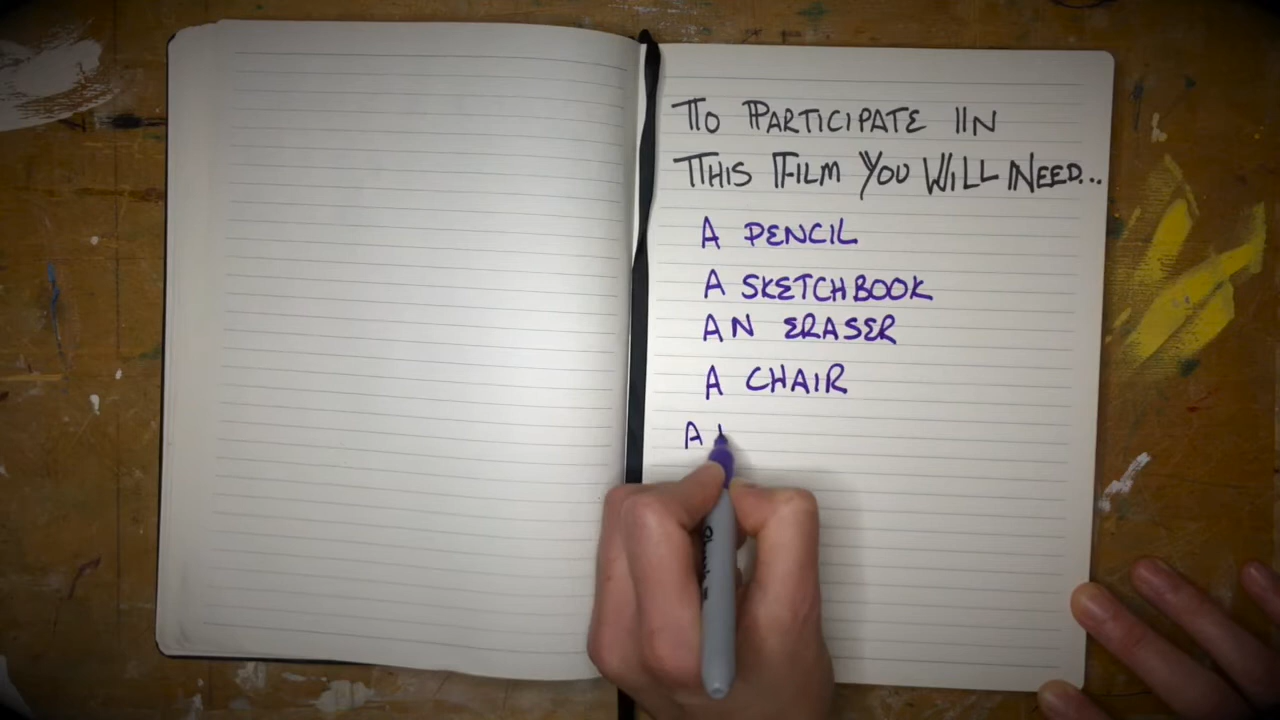 TO PARTICIPATE IN
THIS FILM YOU WILL NEED...
A PENCIL
A SKETCHBOOK
AN ERASER
A CHAIR
A